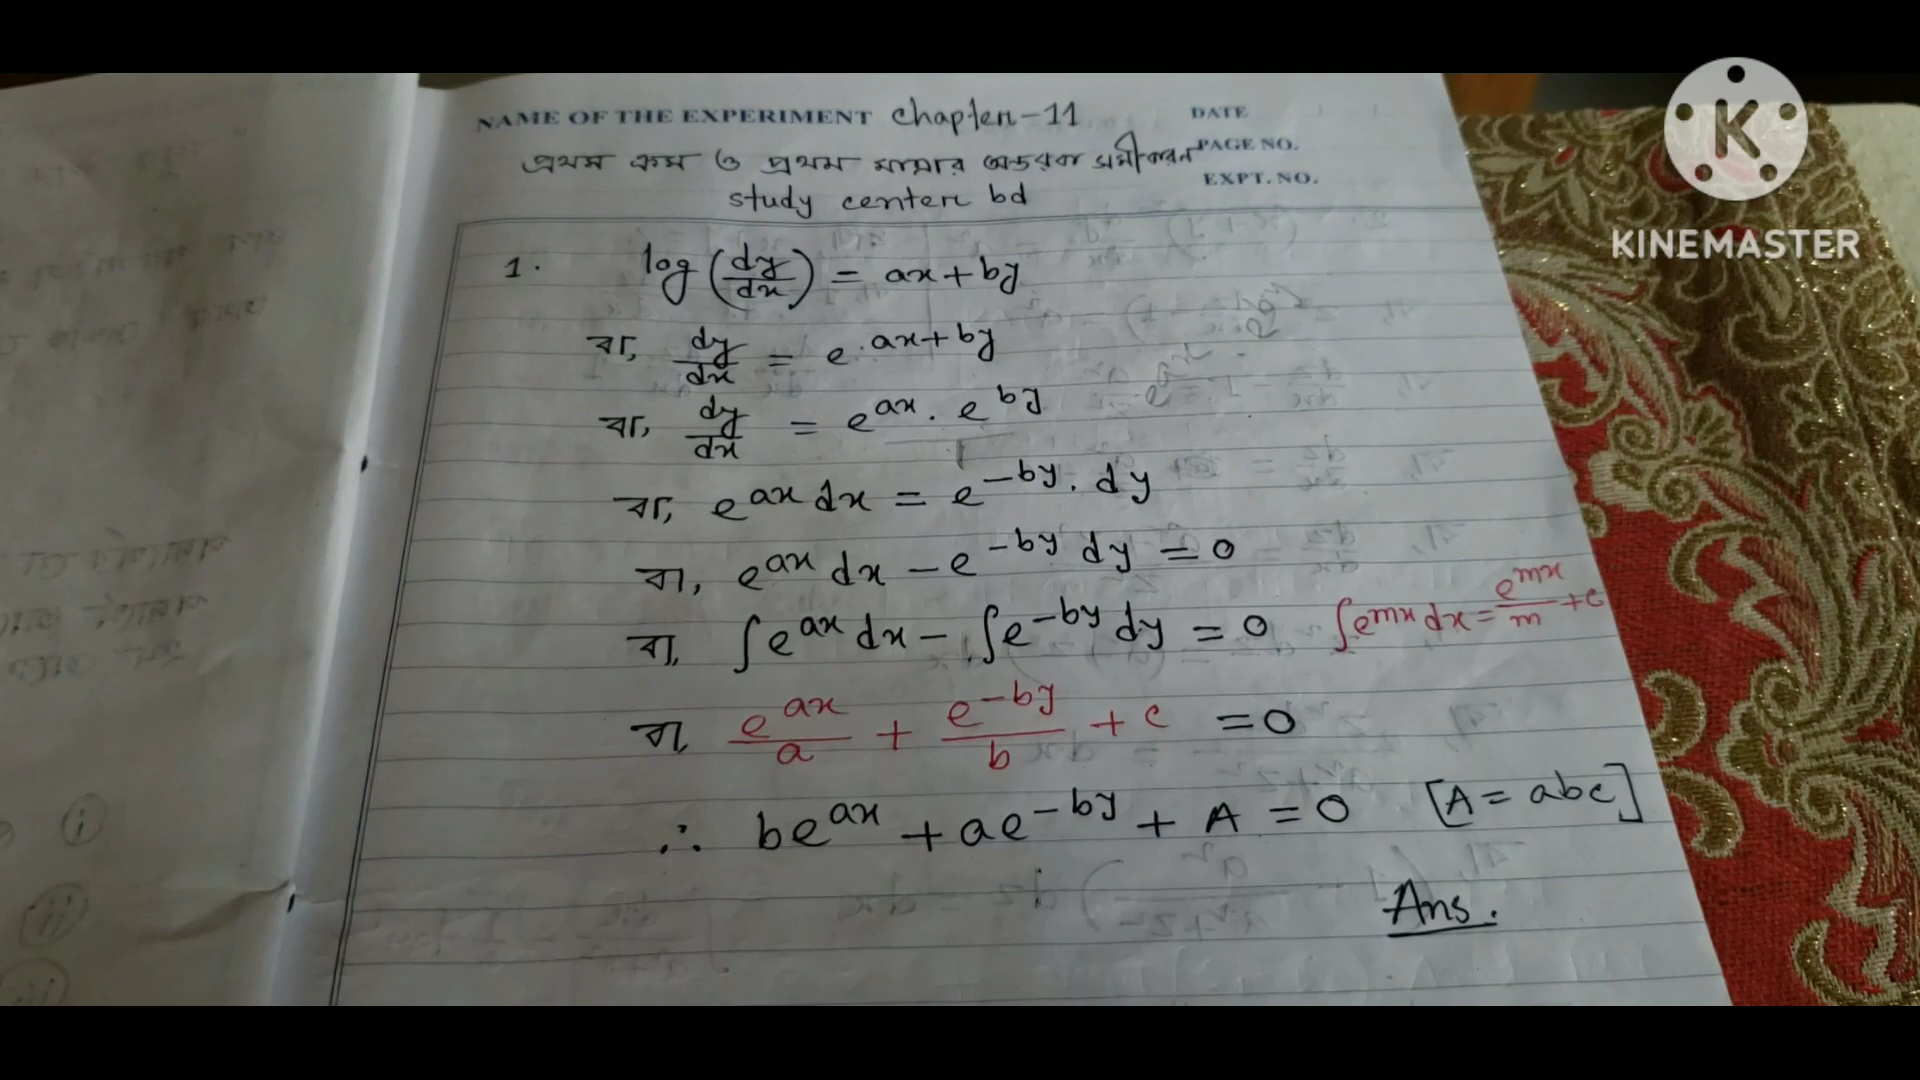 NAME OF THE EXPERIMENT Chapter-11
DATE
PAGE NO.
EXPT. NO.
প্রথম ক্রম ও প্রথম মাত্রার অন্তরক সমীকরণ
study center bd
KINEMASTER
1. log (dy/dx) = ax + by
বা, dy/dx = e^ax+by
বা, dy/dx = e^ax . e^by
বা, e^ax dx = e^-by . dy
বা, e^ax dx - e^-by dy = 0
বা, ∫e^ax dx - ∫e^-by dy = 0 ∫e^mx dx = e^mx/m + c
বা, e^ax/a + e^-by/b + c = 0
∴ be^ax + ae^-by + A = 0 [A = abc]
Ans.